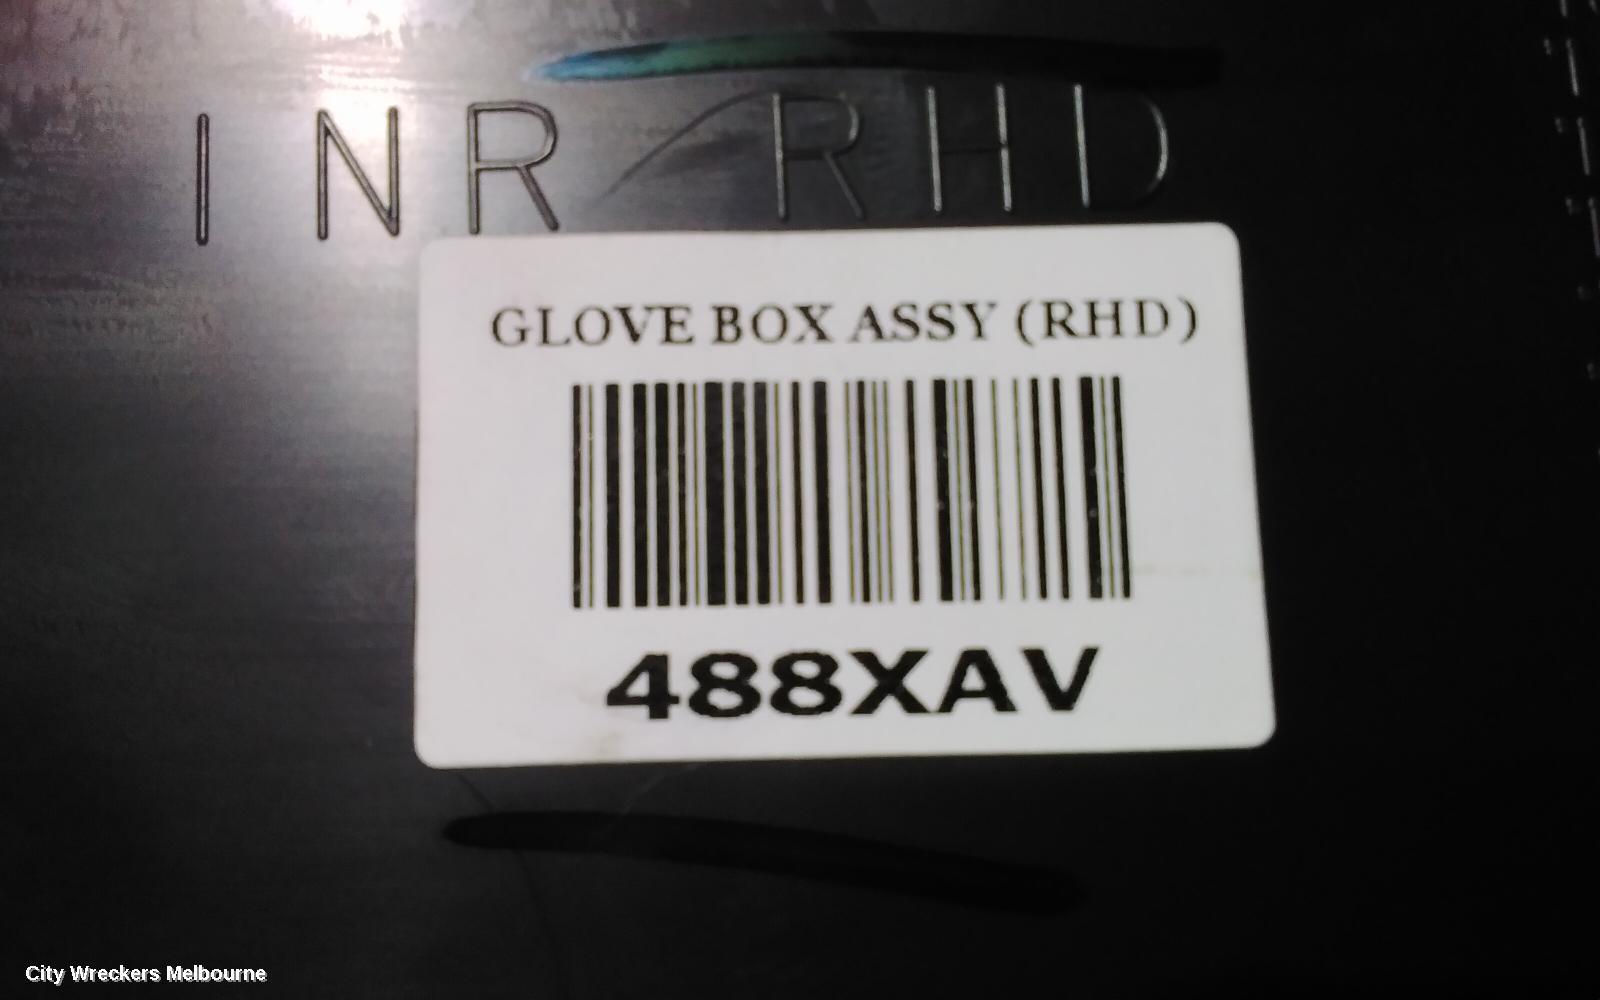 INR RHD
GLOVE BOX ASSY (RHD)
488XAV
City Wreckers Melbourne